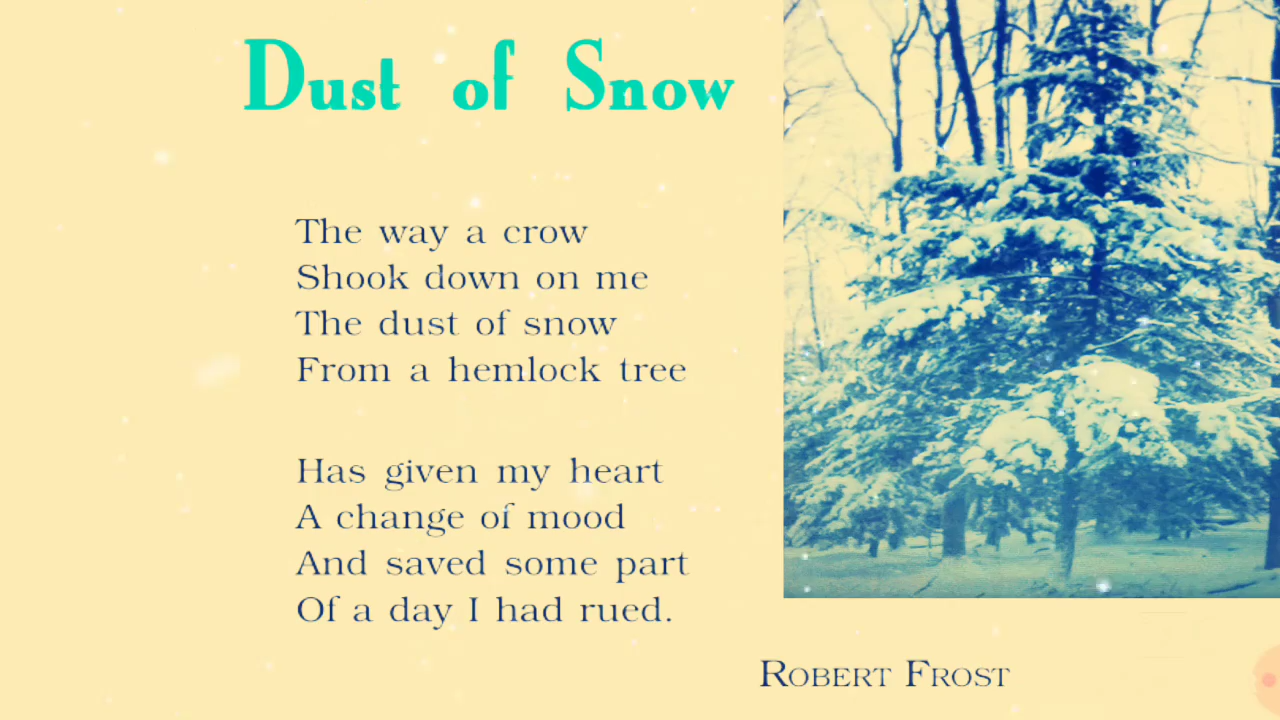 Dust of Snow
The way a crow
Shook down on me
The dust of snow
From a hemlock tree
Has given my heart
A change of mood
And saved some part
Of a day I had rued.
ROBERT FROST